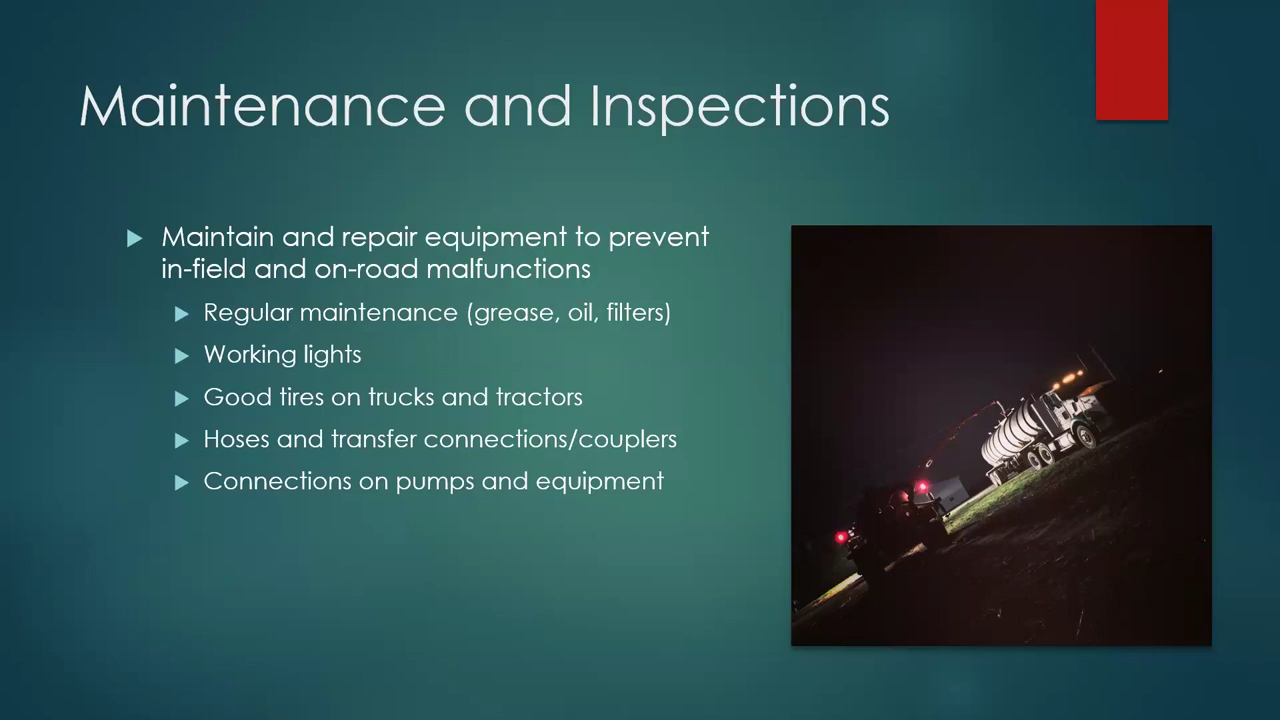 Maintenance and Inspections
Maintain and repair equipment to prevent
in-field and on-road malfunctions
Regular maintenance (grease, oil, filters)
Working lights
Good tires on trucks and tractors
Hoses and transfer connections/couplers
Connections on pumps and equipment